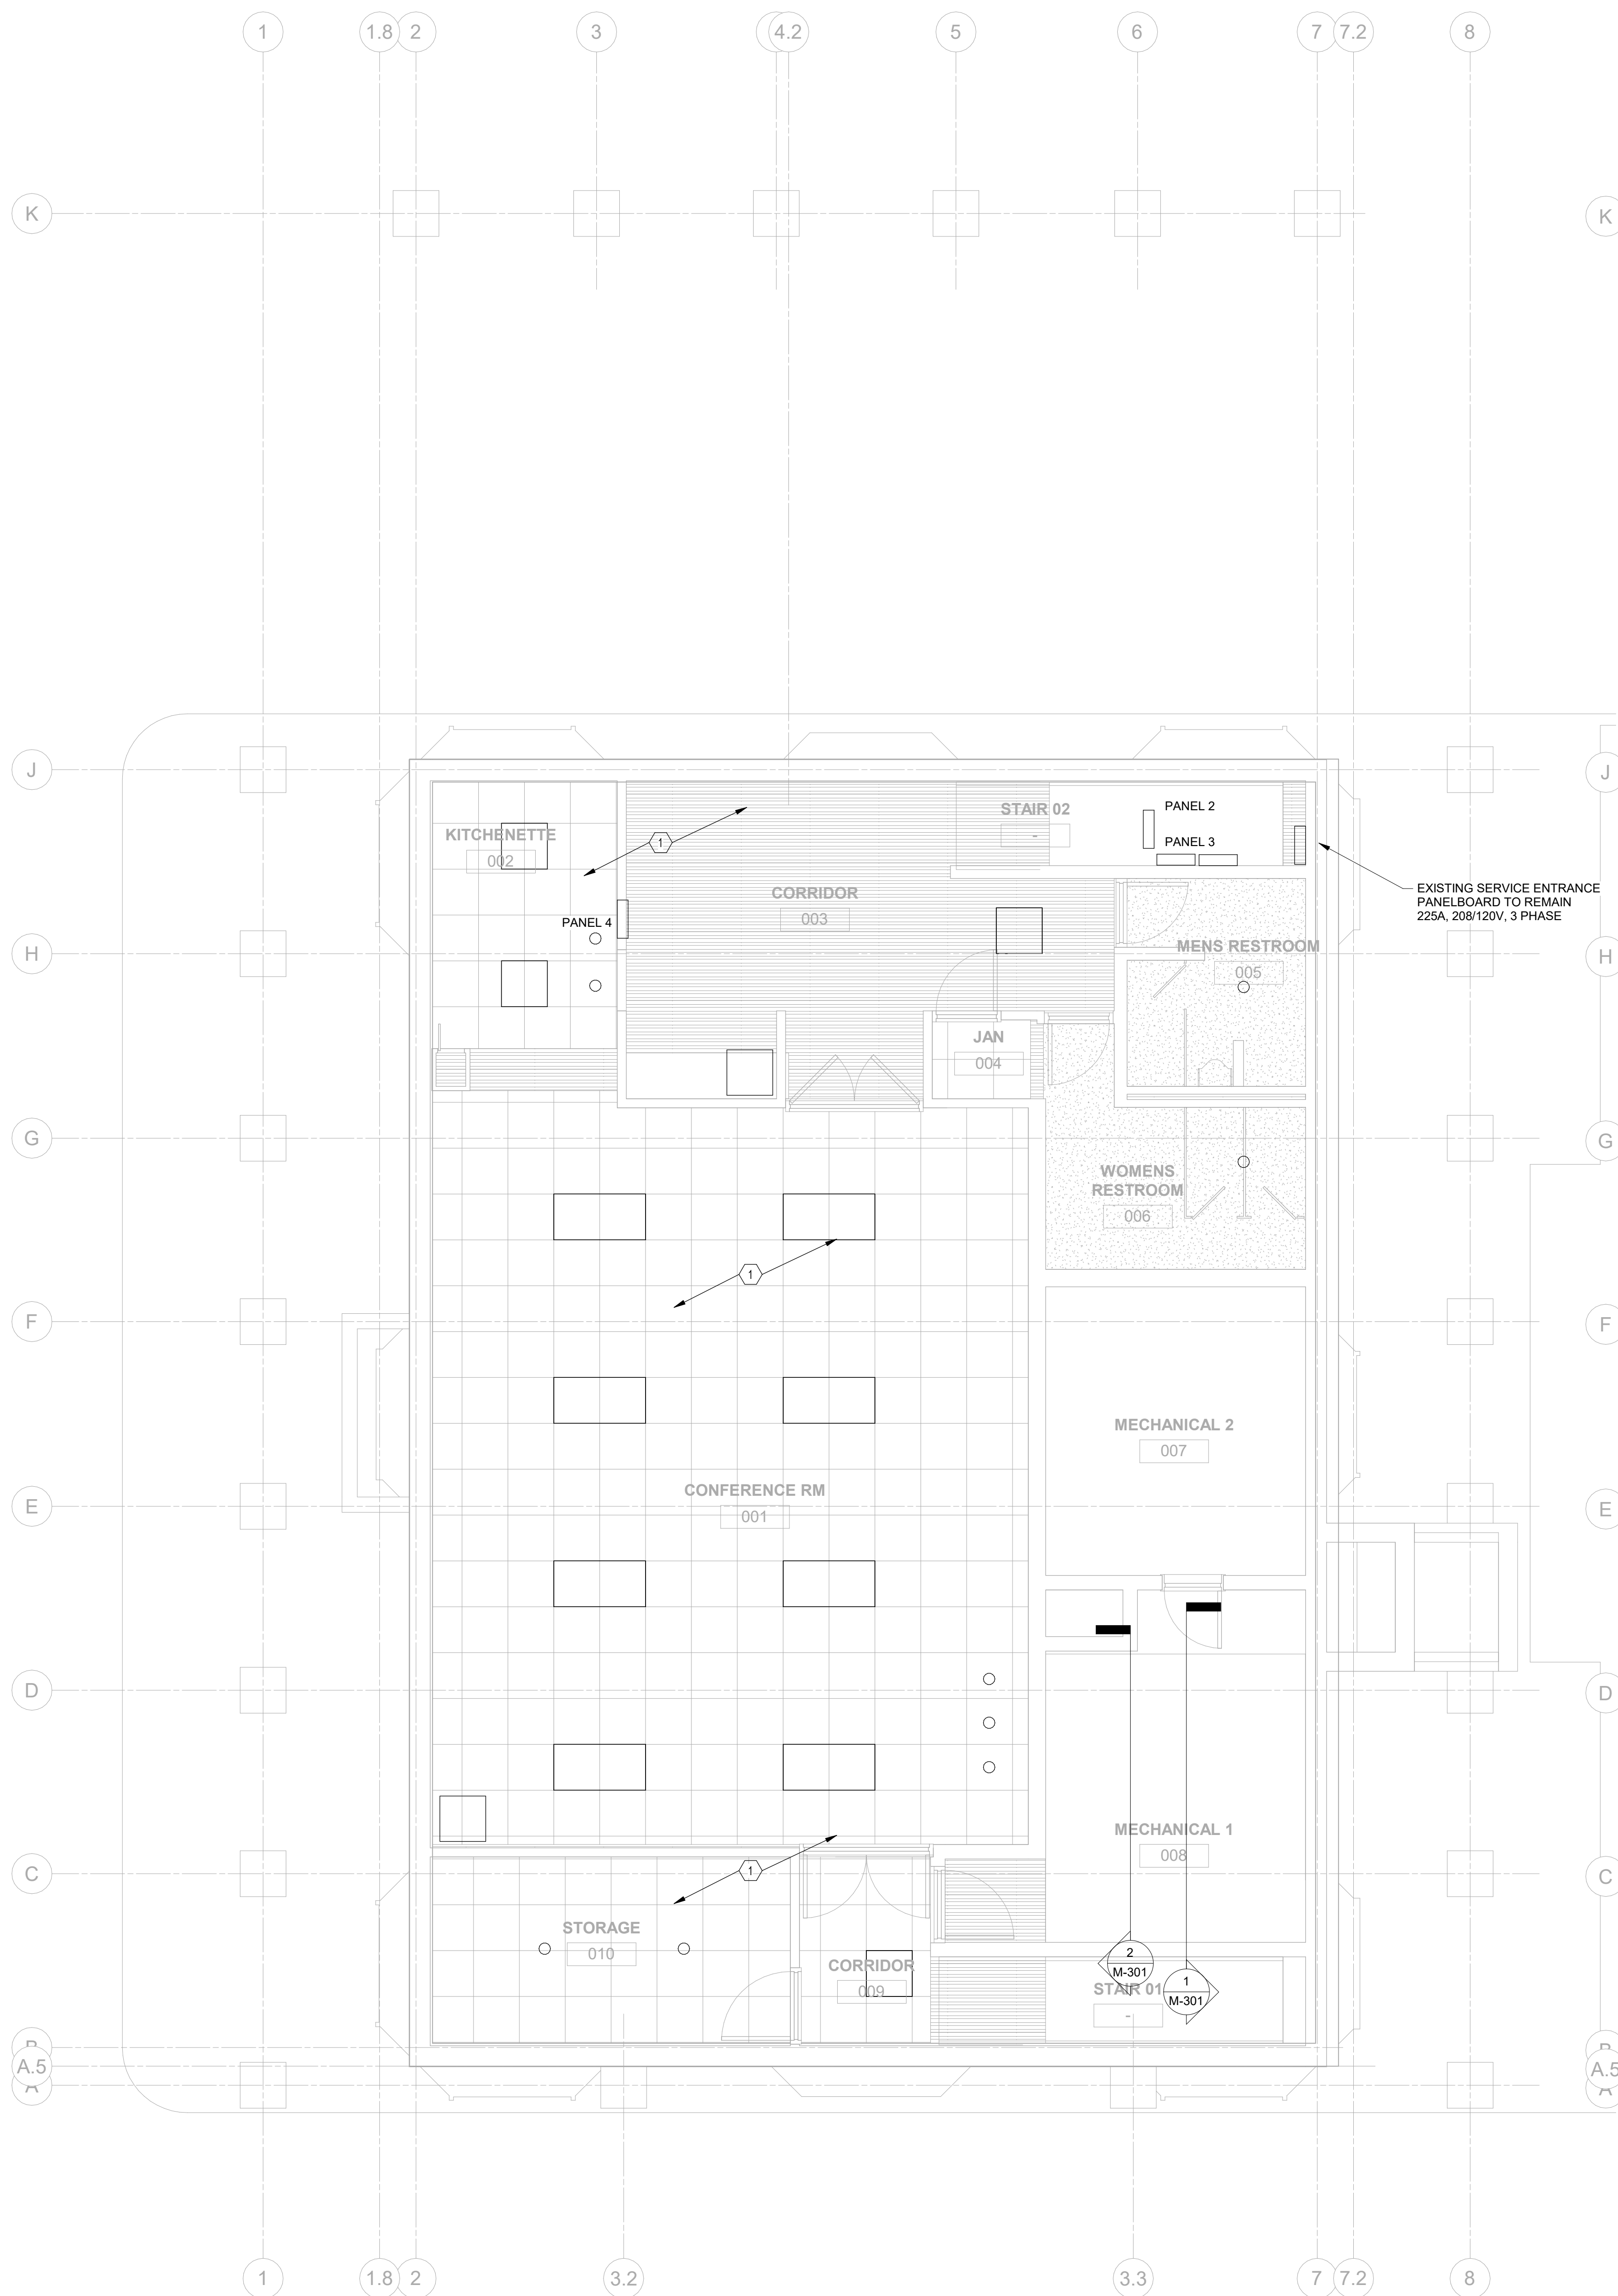 1
1.8
2
3
4.2
5
6
7
7.2
8
K
K
J
J
STAIR 02
-
PANEL 2
KITCHENETTE
002
1
PANEL 3
EXISTING SERVICE ENTRANCE
PANELBOARD TO REMAIN
225A, 208/120V, 3 PHASE
CORRIDOR
003
PANEL 4
H
MENS RESTROOM
005
H
JAN
004
G
G
WOMENS
RESTROOM
006
1
F
F
MECHANICAL 2
007
CONFERENCE RM
001
E
E
D
D
MECHANICAL 1
008
C
1
C
STORAGE
010
CORRIDOR
009
2
M-301
1
M-301
STAIR 01
-
B
B
A.5
A.5
A
A
1
1.8
2
3.2
3.3
7
7.2
8